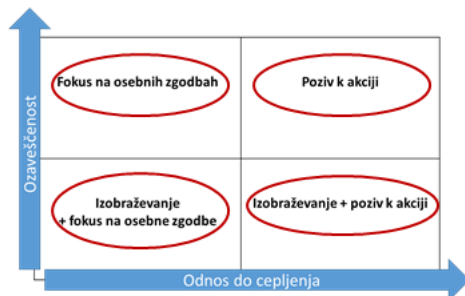 Ozaveščenost
Fokus na osebnih zgodbah
Poziv k akciji
Izobraževanje
+ fokus na osebne zgodbe
Izobraževanje + poziv k akciji
Odnos do cepljenja